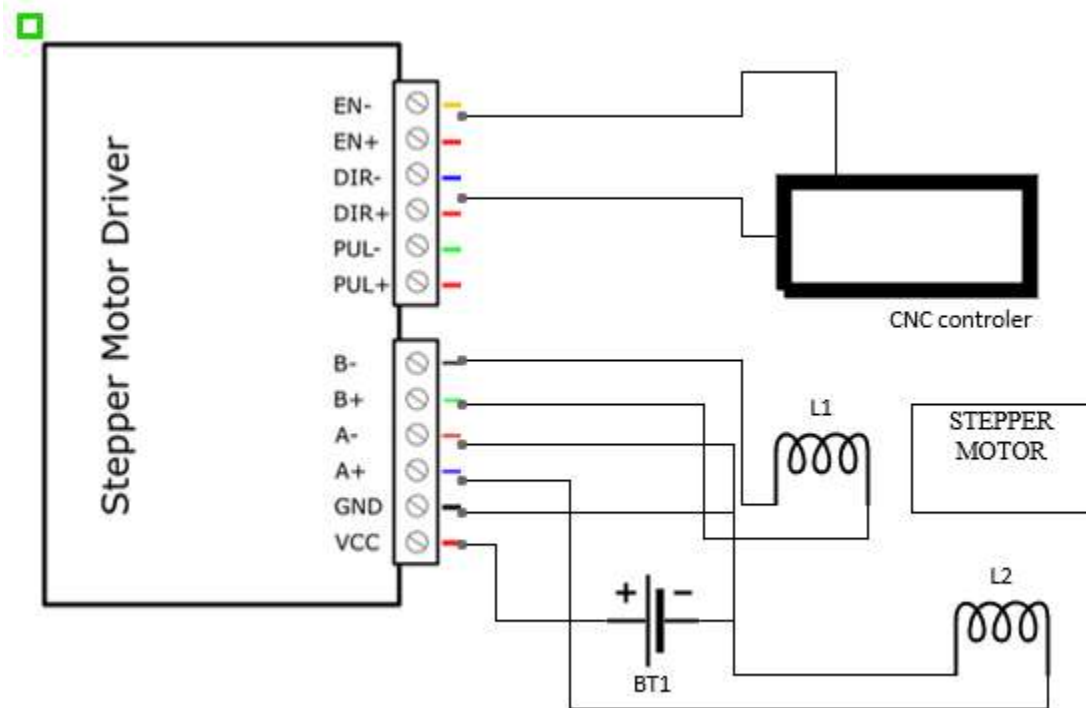 Stepper Motor Driver
EN-
EN+
DIR-
DIR+
PUL-
PUL+
B-
B+
A-
A+
GND
VCC
CNC controler
L1
STEPPER
MOTOR
L2
+ -
BT1